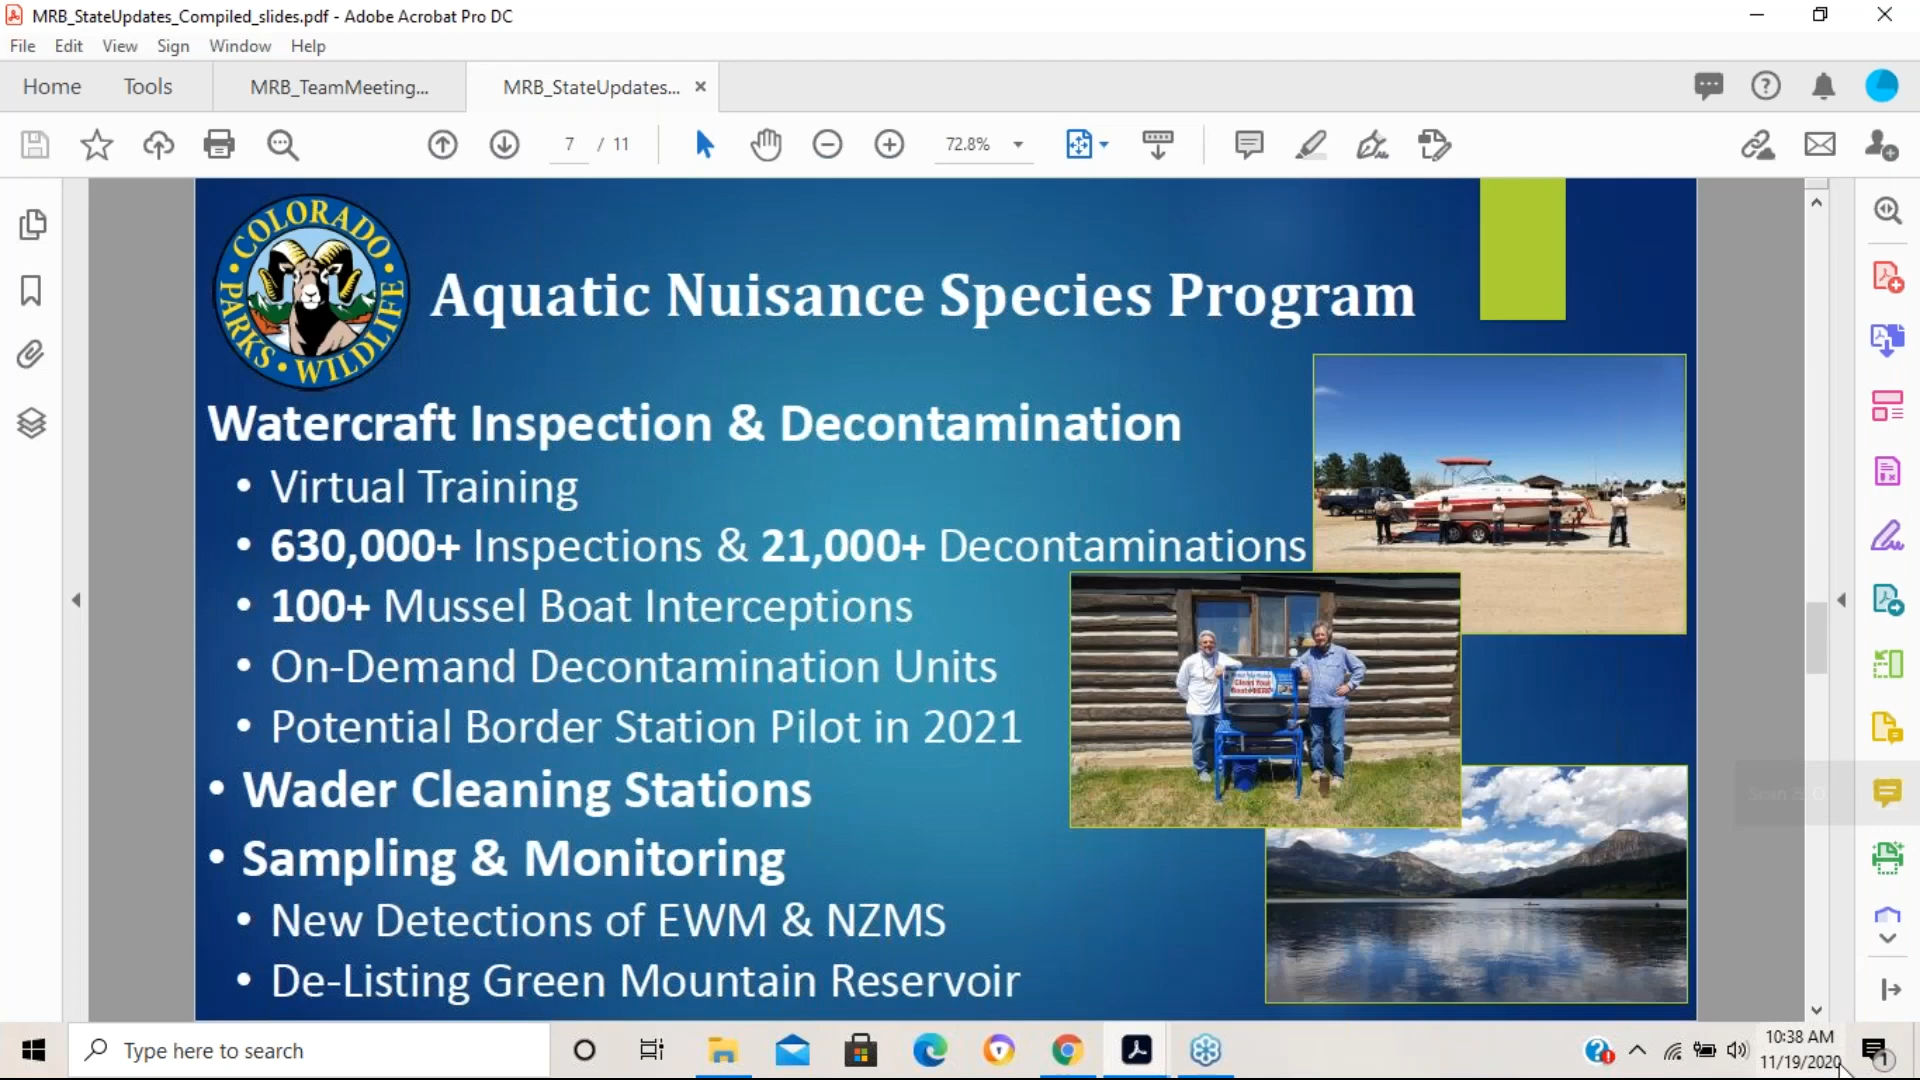 MRB_StateUpdates_Compiled_slides.pdf - Adobe Acrobat Pro DC
File Edit View Sign Window Help
Home Tools MRB_TeamMeeting... MRB_StateUpdates... ×
7 / 11 72.8%
COLORADO
PARKS • WILDLIFE
Aquatic Nuisance Species Program
Watercraft Inspection & Decontamination
• Virtual Training
• 630,000+ Inspections & 21,000+ Decontaminations
• 100+ Mussel Boat Interceptions
• On-Demand Decontamination Units
• Potential Border Station Pilot in 2021
• Wader Cleaning Stations
• Sampling & Monitoring
• New Detections of EWM & NZMS
• De-Listing Green Mountain Reservoir
Clean Your
Type here to search
10:38 AM
11/19/2020
1